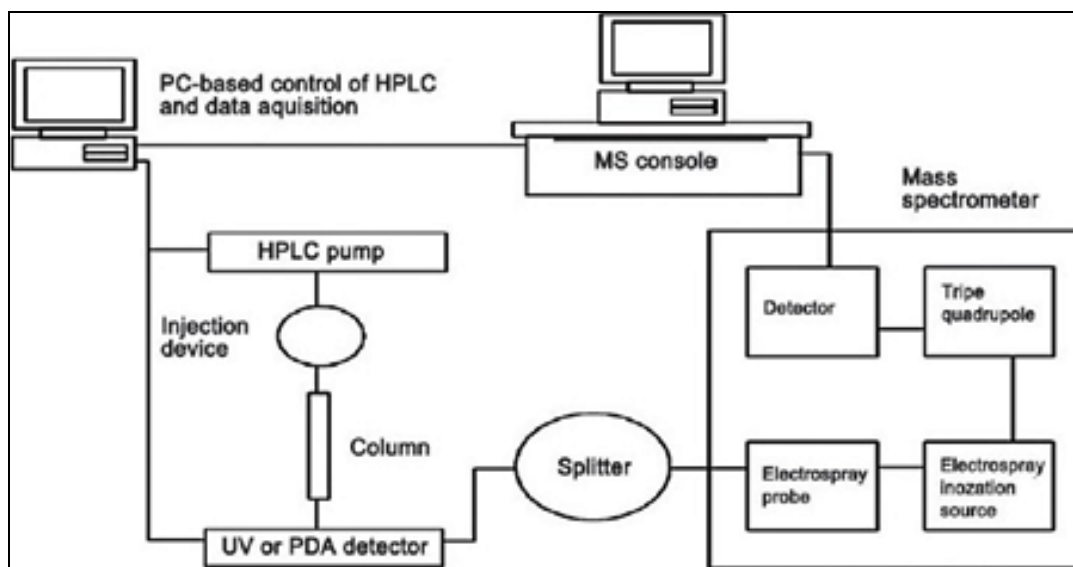 PC-based control of HPLC
and data aquisition
MS console
Mass
spectrometer
HPLC pump
Injection
device
Detector
Tripe
quadrupole
Column
Splitter
Electrospray
probe
Electrospray
inozation
source
UV or PDA detector